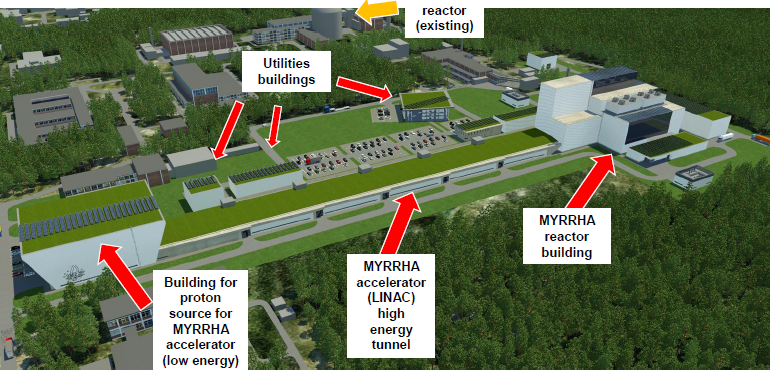 reactor
(existing)
Utilities
buildings
MYRRHA
reactor
building
Building for
proton
source for
MYRRHA
accelerator
(low energy)
MYRRHA
accelerator
(LINAC)
high
energy
tunnel